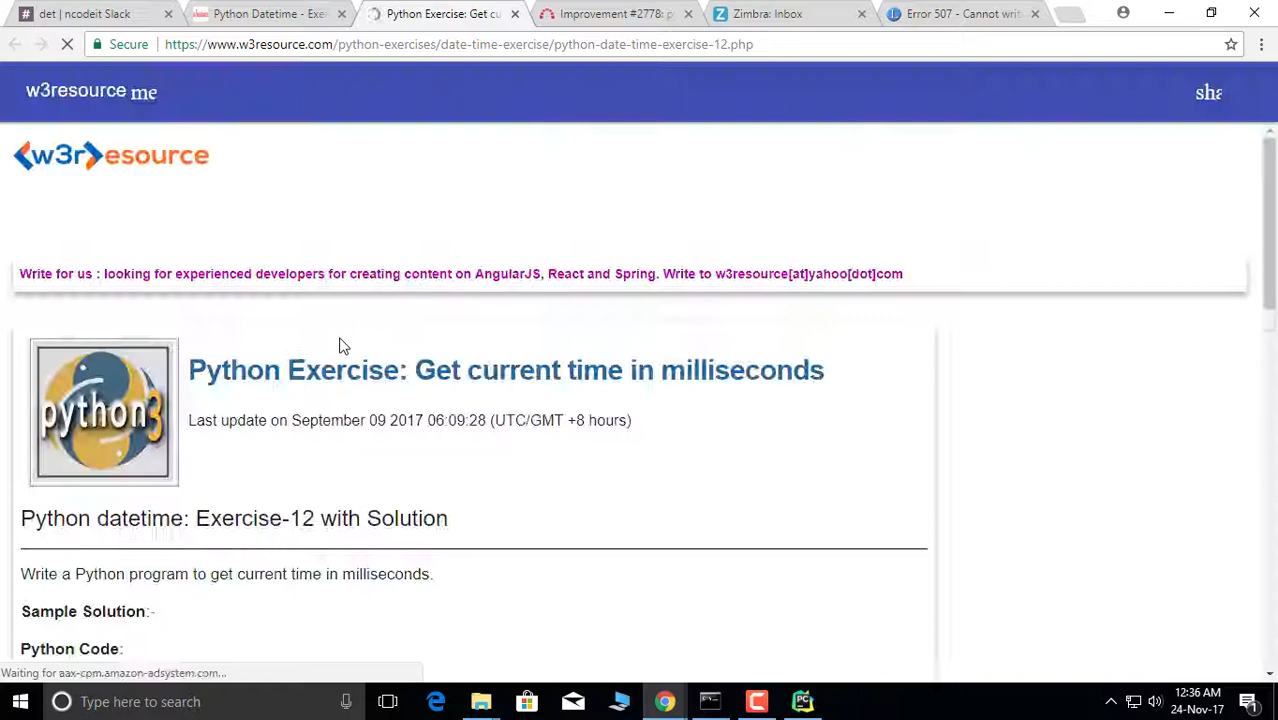 det | ncodeit Slack
Python Datetime - Exer
Python Exercise: Get cu
Improvement #2778: p
Zimbra: Inbox
Error 507 - Cannot writ
Secure
https://www.w3resource.com/python-exercises/date-time-exercise/python-date-time-exercise-12.php
w3resource me
sha
w3resource
Write for us : looking for experienced developers for creating content on AngularJS, React and Spring. Write to w3resource[at]yahoo[dot]com
python3
Python Exercise: Get current time in milliseconds
Last update on September 09 2017 06:09:28 (UTC/GMT +8 hours)
Python datetime: Exercise-12 with Solution
Write a Python program to get current time in milliseconds.
Sample Solution:-
Python Code:
Waiting for aax-cpm.amazon-adsystem.com...
Type here to search
12:36 AM
24-Nov-17